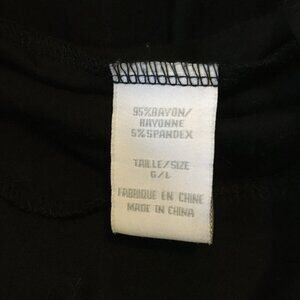 95%RAYON/
RAYONNE
5%SPANDEX
TAILLE/SIZE
G/L
FABRIQUE EN CHINE
MADE IN CHINA